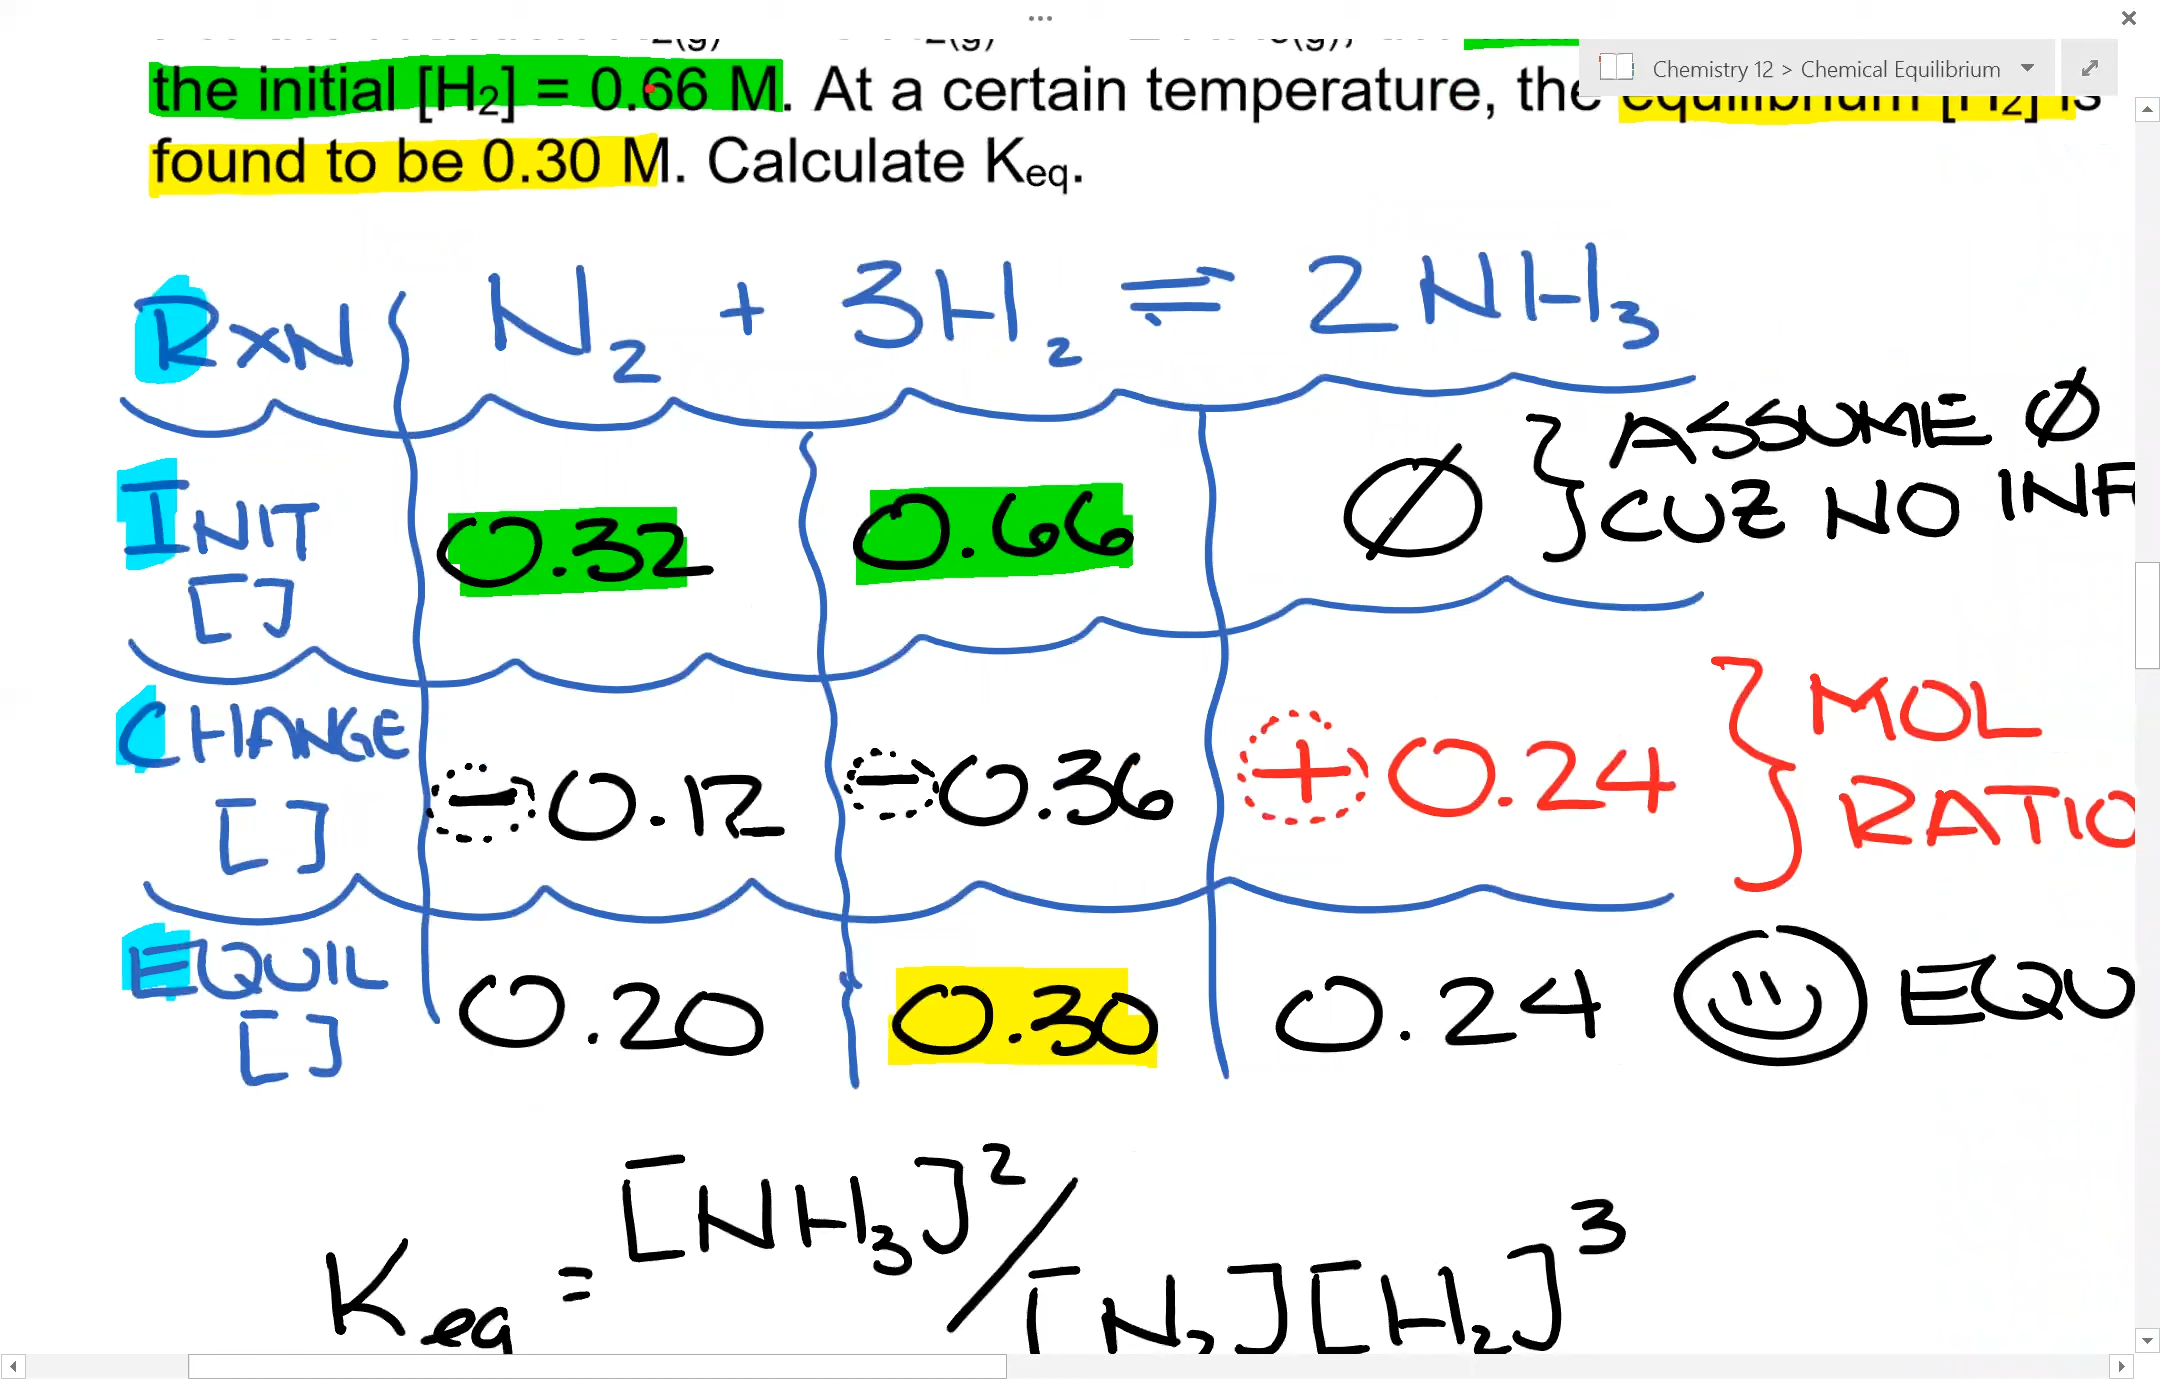 the initial [H2] = 0.66 M. At a certain temperature, the equilibrium [H2] is
Chemistry 12 > Chemical Equilibrium
found to be 0.30 M. Calculate Keq.
RXN N2 + 3H2 ⇌ 2NH3
INIT [] 0.32 0.66 Ø } ASSUME Ø
CUZ NO INF
CHANGE [] -0.12 -0.36 +0.24 } MOL
RATIO
EQUIL [] 0.20 0.30 0.24 EQU
Keq = [NH3]²/[N2][H2]³